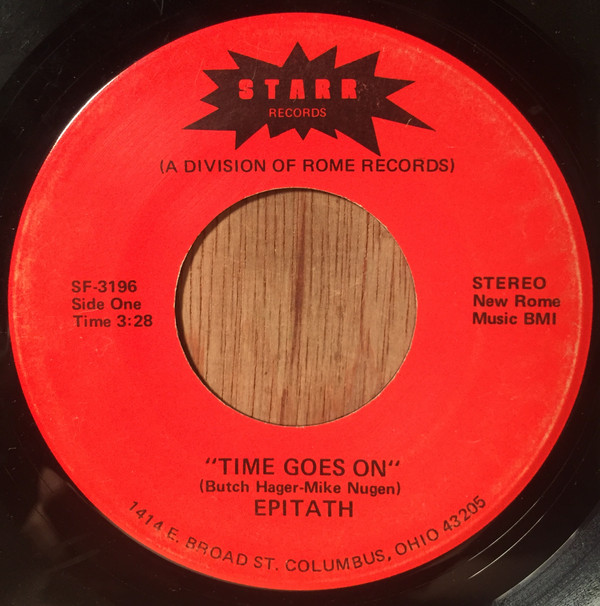 STARR
RECORDS
(A DIVISION OF ROME RECORDS)
SF-3196
Side One
Time 3:28
STEREO
New Rome
Music BMI
"TIME GOES ON"
(Butch Hager-Mike Nugen)
EPITATH
1414 E. BROAD ST. COLUMBUS, OHIO 43205